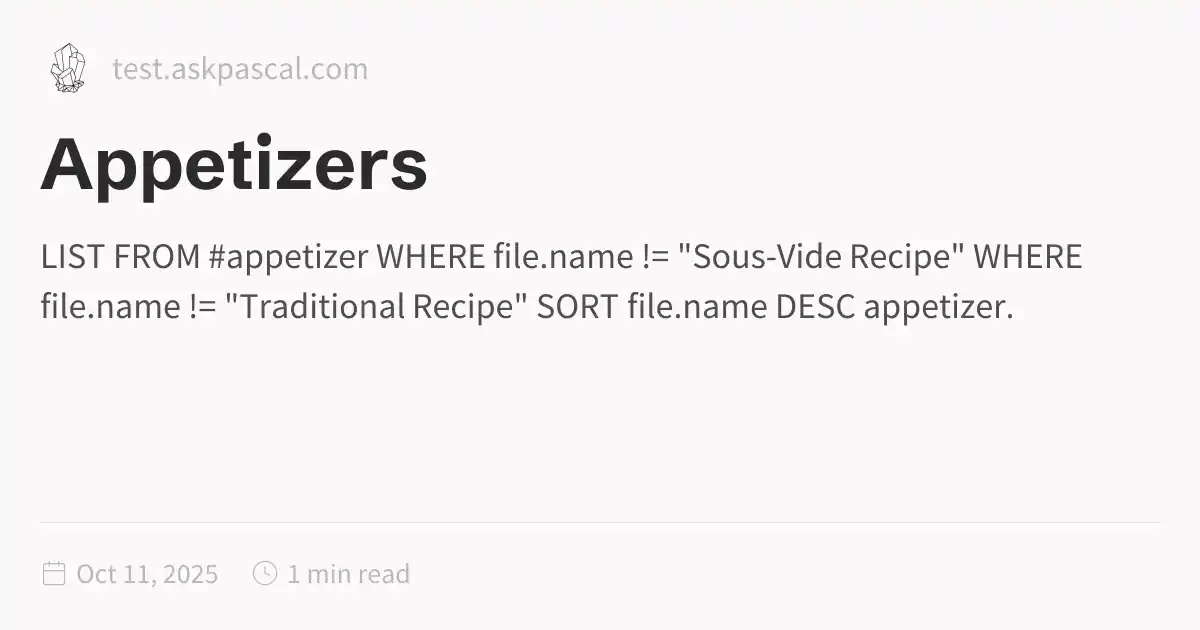 test.askpascal.com
Appetizers
LIST FROM #appetizer WHERE file.name != "Sous-Vide Recipe" WHERE
file.name != "Traditional Recipe" SORT file.name DESC appetizer.
Oct 11, 2025 1 min read